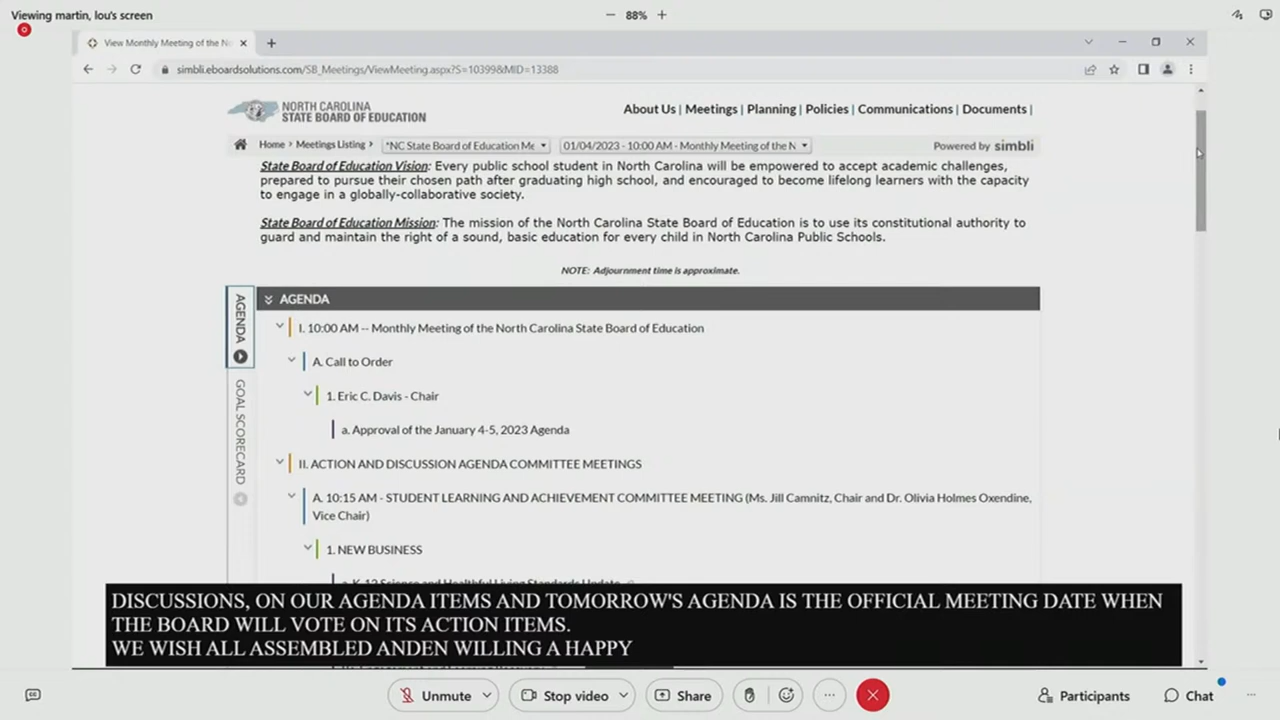 Viewing martin, lou's screen
88%
View Monthly Meeting of the No
simbli.eboardsolutions.com/SB_Meetings/ViewMeeting.aspx?S=10399&MID=13388
NORTH CAROLINA
STATE BOARD OF EDUCATION
About Us | Meetings | Planning | Policies | Communications | Documents |
Home > Meetings Listing > *NC State Board of Education Me 01/04/2023 - 10:00 AM - Monthly Meeting of the N Powered by simbli
State Board of Education Vision: Every public school student in North Carolina will be empowered to accept academic challenges,
prepared to pursue their chosen path after graduating high school, and encouraged to become lifelong learners with the capacity
to engage in a globally-collaborative society.
State Board of Education Mission: The mission of the North Carolina State Board of Education is to use its constitutional authority to
guard and maintain the right of a sound, basic education for every child in North Carolina Public Schools.
NOTE: Adjournment time is approximate.
AGENDA
AGENDA
GOAL SCORECARD
I. 10:00 AM -- Monthly Meeting of the North Carolina State Board of Education
A. Call to Order
1. Eric C. Davis - Chair
a. Approval of the January 4-5, 2023 Agenda
II. ACTION AND DISCUSSION AGENDA COMMITTEE MEETINGS
A. 10:15 AM - STUDENT LEARNING AND ACHIEVEMENT COMMITTEE MEETING (Ms. Jill Camnitz, Chair and Dr. Olivia Holmes Oxendine,
Vice Chair)
1. NEW BUSINESS
a. K-12 Science and Healthful Living Standards Update
DISCUSSIONS, ON OUR AGENDA ITEMS AND TOMORROW'S AGENDA IS THE OFFICIAL MEETING DATE WHEN
THE BOARD WILL VOTE ON ITS ACTION ITEMS.
WE WISH ALL ASSEMBLED ANDEN WILLING A HAPPY
Unmute Stop video Share Participants Chat